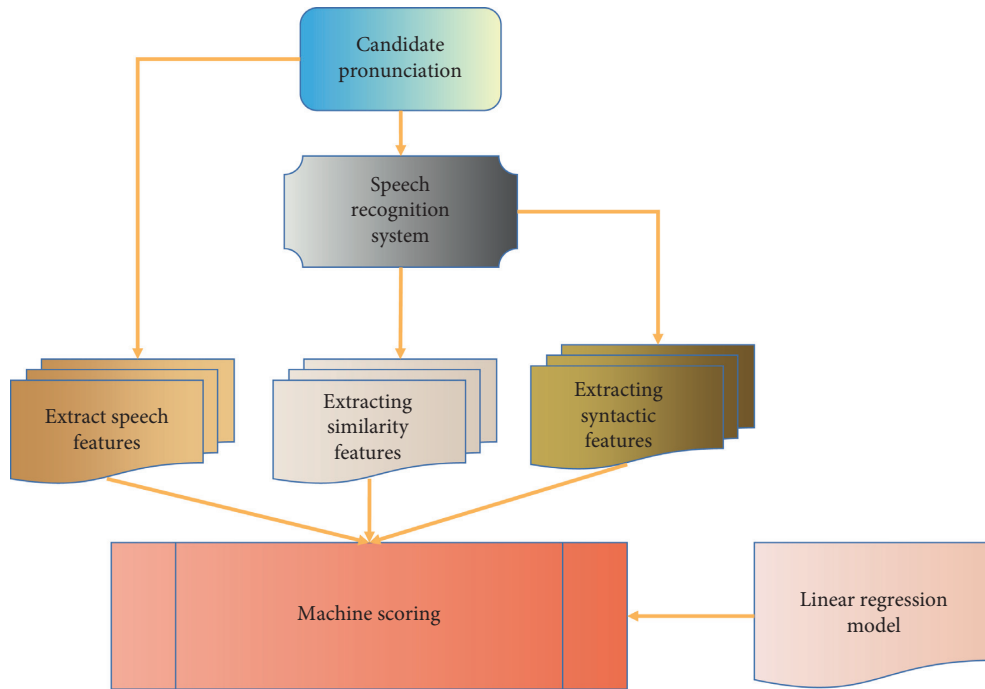 Candidate
pronunciation
Speech
recognition
system
Extract speech
features
Extracting
similarity
features
Extracting
syntactic
features
Machine scoring
Linear regression
model